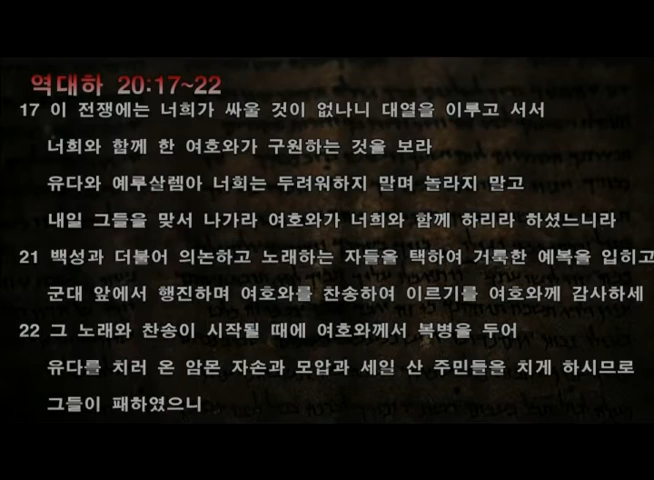 역대하 20:17~22
17 이 전쟁에는 너희가 싸울 것이 없나니 대열을 이루고 서서
너희와 함께 한 여호와가 구원하는 것을 보라
유다와 예루살렘아 너희는 두려워하지 말며 놀라지 말고
내일 그들을 맞서 나가라 여호와가 너희와 함께 하리라 하셨느니라
21 백성과 더불어 의논하고 노래하는 자들을 택하여 거룩한 예복을 입히고
군대 앞에서 행진하며 여호와를 찬송하여 이르기를 여호와께 감사하세
22 그 노래와 찬송이 시작될 때에 여호와께서 복병을 두어
유다를 치러 온 암몬 자손과 모압과 세일 산 주민들을 치게 하시므로
그들이 패하였으니